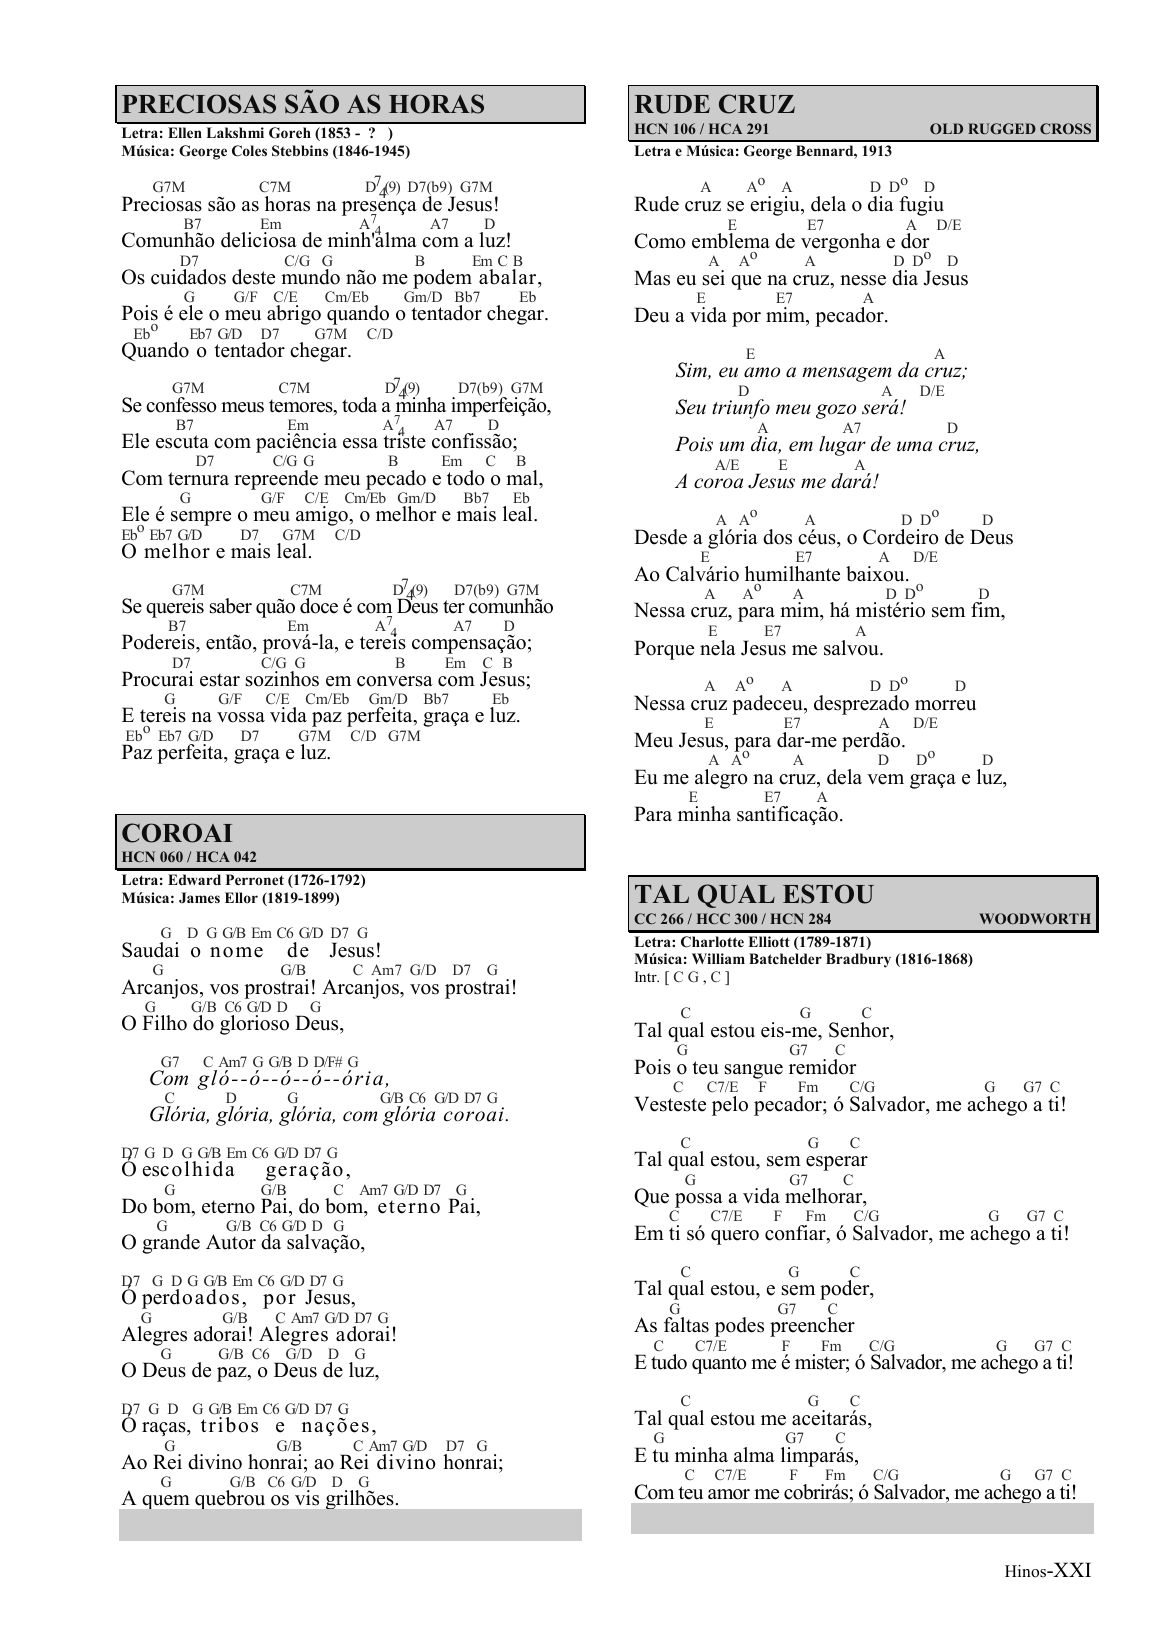 PRECIOSAS SÃO AS HORAS
Letra: Ellen Lakshmi Goreh (1853 - ? )
Música: George Coles Stebbins (1846-1945)
G7M C7M D7/4(9) D7(b9) G7M
Preciosas são as horas na presença de Jesus!
B7 Em A7/4 A7 D
Comunhão deliciosa de minh'alma com a luz!
D7 C/G G B Em C B
Os cuidados deste mundo não me podem abalar,
G G/F C/E Cm/Eb Gm/D Bb7 Eb
Pois é ele o meu abrigo quando o tentador chegar.
Ebº Eb7 G/D D7 G7M C/D
Quando o tentador chegar.
G7M C7M D7/4(9) D7(b9) G7M
Se confesso meus temores, toda a minha imperfeição,
B7 Em A7/4 A7 D
Ele escuta com paciência essa triste confissão;
D7 C/G G B Em C B
Com ternura repreende meu pecado e todo o mal,
G G/F C/E Cm/Eb Gm/D Bb7 Eb
Ele é sempre o meu amigo, o melhor e mais leal.
Ebº Eb7 G/D D7 G7M C/D
O melhor e mais leal.
G7M C7M D7/4(9) D7(b9) G7M
Se quereis saber quão doce é com Deus ter comunhão
B7 Em A7/4 A7 D
Podereis, então, prová-la, e tereis compensação;
D7 C/G G B Em C B
Procurai estar sozinhos em conversa com Jesus;
G G/F C/E Cm/Eb Gm/D Bb7 Eb
E tereis na vossa vida paz perfeita, graça e luz.
Ebº Eb7 G/D D7 G7M C/D G7M
Paz perfeita, graça e luz.
COROAI
HCN 060 / HCA 042
Letra: Edward Perronet (1726-1792)
Música: James Ellor (1819-1899)
G D G G/B Em C6 G/D D7 G
Saudai o nome de Jesus!
G G/B C Am7 G/D D7 G
Arcanjos, vos prostrai! Arcanjos, vos prostrai!
G G/B C6 G/D D G
O Filho do glorioso Deus,
G7 C Am7 G G/B D D/F# G
Com gló--ó--ó--ó--ória,
C D G G/B C6 G/D D7 G
Glória, glória, glória, com glória coroai.
D7 G D G G/B Em C6 G/D D7 G
Ó escolhida geração,
G G/B C Am7 G/D D7 G
Do bom, eterno Pai, do bom, eterno Pai,
G G/B C6 G/D D G
O grande Autor da salvação,
D7 G D G G/B Em C6 G/D D7 G
Ó perdoados, por Jesus,
G G/B C Am7 G/D D7 G
Alegres adorai! Alegres adorai!
G G/B C6 G/D D G
O Deus de paz, o Deus de luz,
D7 G D G G/B Em C6 G/D D7 G
Ó raças, tribos e nações,
G G/B C Am7 G/D D7 G
Ao Rei divino honrai; ao Rei divino honrai;
G G/B C6 G/D D G
A quem quebrou os vis grilhões.
RUDE CRUZ
HCN 106 / HCA 291 OLD RUGGED CROSS
Letra e Música: George Bennard, 1913
A Aº A D Dº D
Rude cruz se erigiu, dela o dia fugiu
E E7 A D/E
Como emblema de vergonha e dor
A Aº A D Dº D
Mas eu sei que na cruz, nesse dia Jesus
E E7 A
Deu a vida por mim, pecador.
E A
Sim, eu amo a mensagem da cruz;
D A D/E
Seu triunfo meu gozo será!
A A7 D
Pois um dia, em lugar de uma cruz,
A/E E A
A coroa Jesus me dará!
A Aº A D Dº D
Desde a glória dos céus, o Cordeiro de Deus
E E7 A D/E
Ao Calvário humilhante baixou.
A Aº A D Dº D
Nessa cruz, para mim, há mistério sem fim,
E E7 A
Porque nela Jesus me salvou.
A Aº A D Dº D
Nessa cruz padeceu, desprezado morreu
E E7 A D/E
Meu Jesus, para dar-me perdão.
A Aº A D Dº D
Eu me alegro na cruz, dela vem graça e luz,
E E7 A
Para minha santificação.
TAL QUAL ESTOU
CC 266 / HCC 300 / HCN 284 WOODWORTH
Letra: Charlotte Elliott (1789-1871)
Música: William Batchelder Bradbury (1816-1868)
Intr. [ C G , C ]
C G C
Tal qual estou eis-me, Senhor,
G G7 C
Pois o teu sangue remidor
C C7/E F Fm C/G G G7 C
Vesteste pelo pecador; ó Salvador, me achego a ti!
C G C
Tal qual estou, sem esperar
G G7 C
Que possa a vida melhorar,
C C7/E F Fm C/G G G7 C
Em ti só quero confiar, ó Salvador, me achego a ti!
C G C
Tal qual estou, e sem poder,
G G7 C
As faltas podes preencher
C C7/E F Fm C/G G G7 C
E tudo quanto me é mister; ó Salvador, me achego a ti!
C G C
Tal qual estou me aceitarás,
G G7 C
E tu minha alma limparás,
C C7/E F Fm C/G G G7 C
Com teu amor me cobrirás; ó Salvador, me achego a ti!
Hinos-XXI